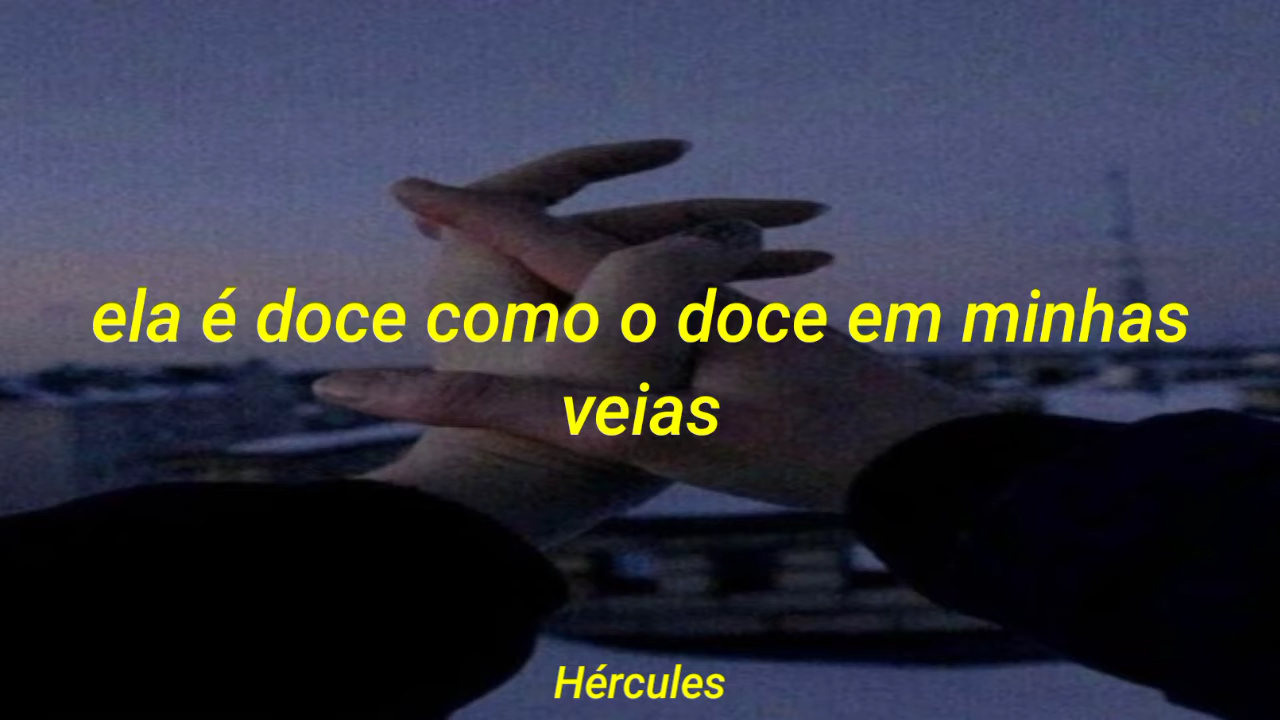 ela é doce como o doce em minhas
veias
Hércules